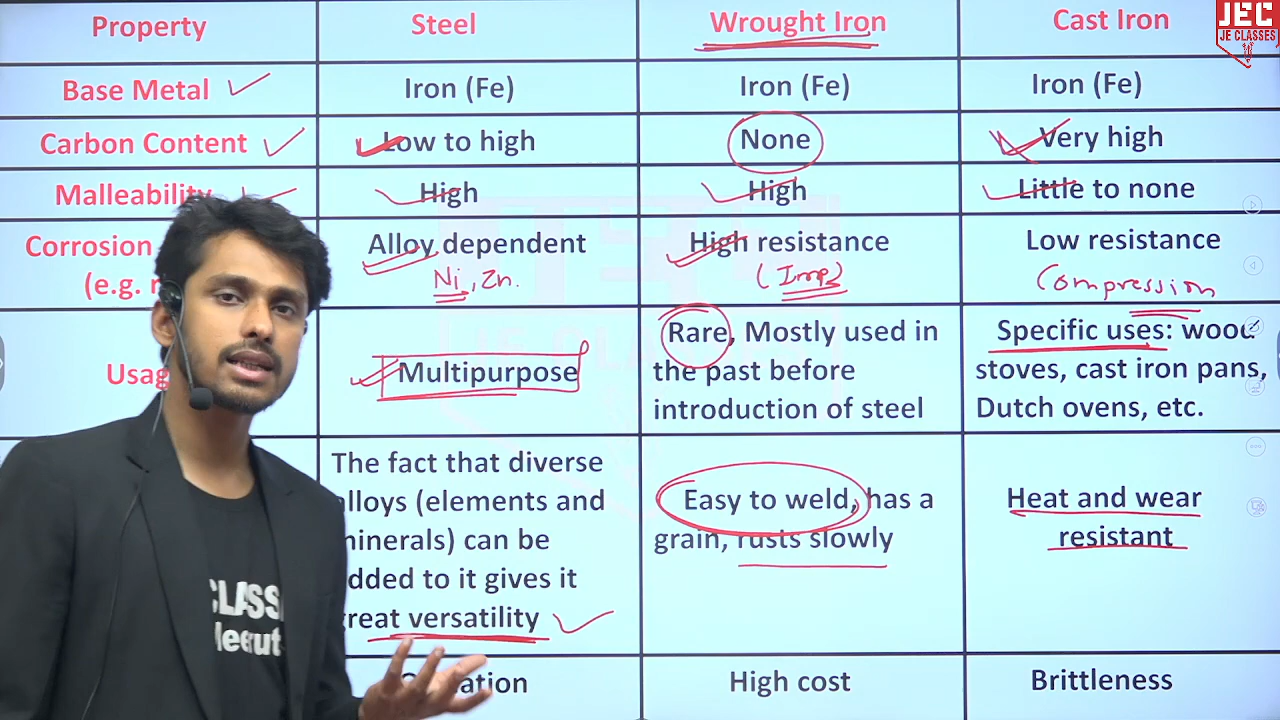 JEC
JE CLASSES
Property Steel Wrought Iron Cast Iron
Base Metal Iron (Fe) Iron (Fe) Iron (Fe)
Carbon Content Low to high None Very high
Malleability High High Little to none
Corrosion Alloy dependent High resistance Low resistance
(e.g. Ni, Zn. (Imp) (Compression
Usag Multipurpose
Rare, Mostly used in
the past before
introduction of steel
Specific uses: wood
stoves, cast iron pans,
Dutch ovens, etc.
The fact that diverse
alloys (elements and
minerals) can be
added to it gives it
great versatility
Easy to weld, has a
grain, rusts slowly
Heat and wear
resistant
High cost Brittleness
CLASS
Meerut